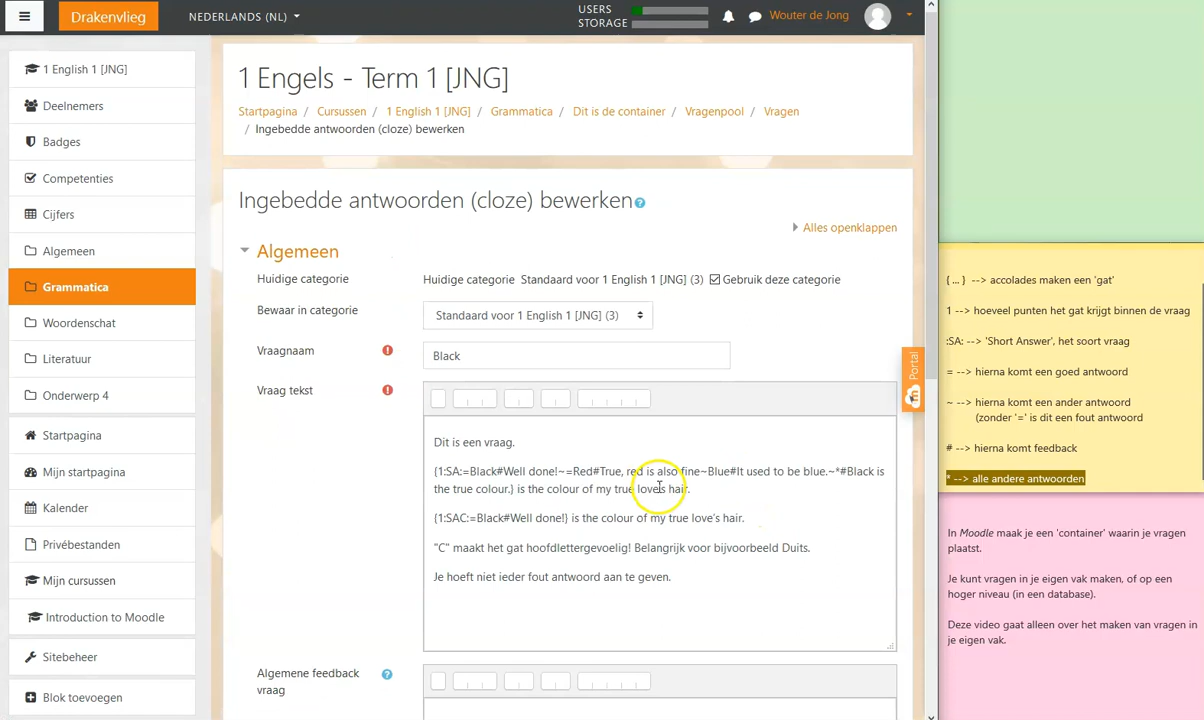 Drakenvlieg
NEDERLANDS (NL)
USERS
STORAGE
Wouter de Jong
1 English 1 [JNG]
Deelnemers
Badges
Competenties
Cijfers
Algemeen
Grammatica
Woordenschat
Literatuur
Onderwerp 4
Startpagina
Mijn startpagina
Kalender
Privébestanden
Mijn cursussen
Introduction to Moodle
Sitebeheer
Blok toevoegen
1 Engels - Term 1 [JNG]
Startpagina / Cursussen / 1 English 1 [JNG] / Grammatica / Dit is de container / Vragenpool / Vragen
/ Ingebedde antwoorden (cloze) bewerken
Ingebedde antwoorden (cloze) bewerken
Alles openklappen
Algemeen
Huidige categorie
Huidige categorie Standaard voor 1 English 1 [JNG] (3) Gebruik deze categorie
Bewaar in categorie
Standaard voor 1 English 1 [JNG] (3)
Vraagnaam
Black
Vraag tekst
Dit is een vraag.
{1:SA:=Black#Well done!~=Red#True, red is also fine~Blue#It used to be blue.~*#Black is
the true colour.} is the colour of my true love's hair.
{1:SAC:=Black#Well done!} is the colour of my true love's hair.
"C" maakt het gat hoofdlettergevoelig! Belangrijk voor bijvoorbeeld Duits.
Je hoeft niet ieder fout antwoord aan te geven.
Algemene feedback
vraag
Portal
{ ... } --> accolades maken een 'gat'
1 --> hoeveel punten het gat krijgt binnen de vraag
:SA: --> 'Short Answer', het soort vraag
= --> hierna komt een goed antwoord
~ --> hierna komt een ander antwoord
(zonder '=' is dit een fout antwoord
# --> hierna komt feedback
* --> alle andere antwoorden
In Moodle maak je een 'container' waarin je vragen
plaatst.
Je kunt vragen in je eigen vak maken, of op een
hoger niveau (in een database).
Deze video gaat alleen over het maken van vragen in
je eigen vak.